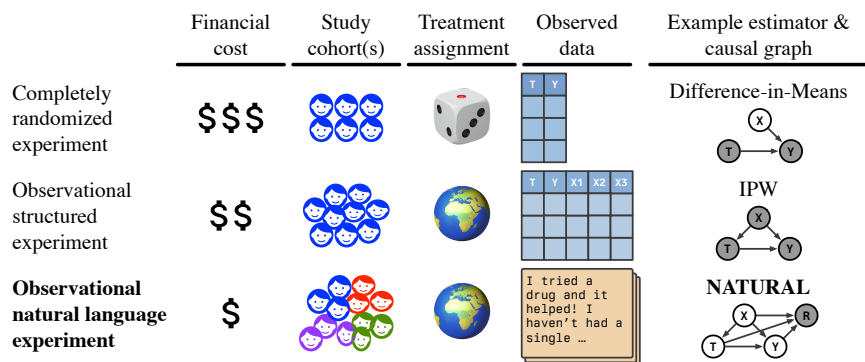 Financial cost
Study cohort(s)
Treatment assignment
Observed data
Example estimator & causal graph
Completely randomized experiment
$$$
T Y
Difference-in-Means
X
T Y
Observational structured experiment
$$
T Y X1 X2 X3
IPW
X
T Y
Observational natural language experiment
$
I tried a
drug and it
helped! I
haven't had a
single …
NATURAL
X R
T Y